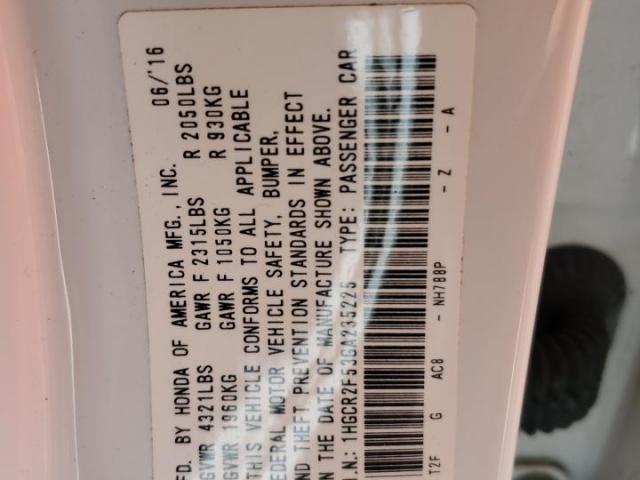 FD. BY HONDA OF AMERICA MFG., INC. 06/'16
GVWR 4321LBS GAWR F 2315LBS R 2050LBS
GVWR 1960KG GAWR F 1050KG R 930KG
THIS VEHICLE CONFORMS TO ALL APPLICABLE
EDERAL MOTOR VEHICLE SAFETY, BUMPER,
AND THEFT PREVENTION STANDARDS IN EFFECT
ON THE DATE OF MANUFACTURE SHOWN ABOVE.
.I.N.: 1HGCR2F53GA235225 TYPE: PASSENGER CAR
T2F G AC8 - NH788P - Z - A